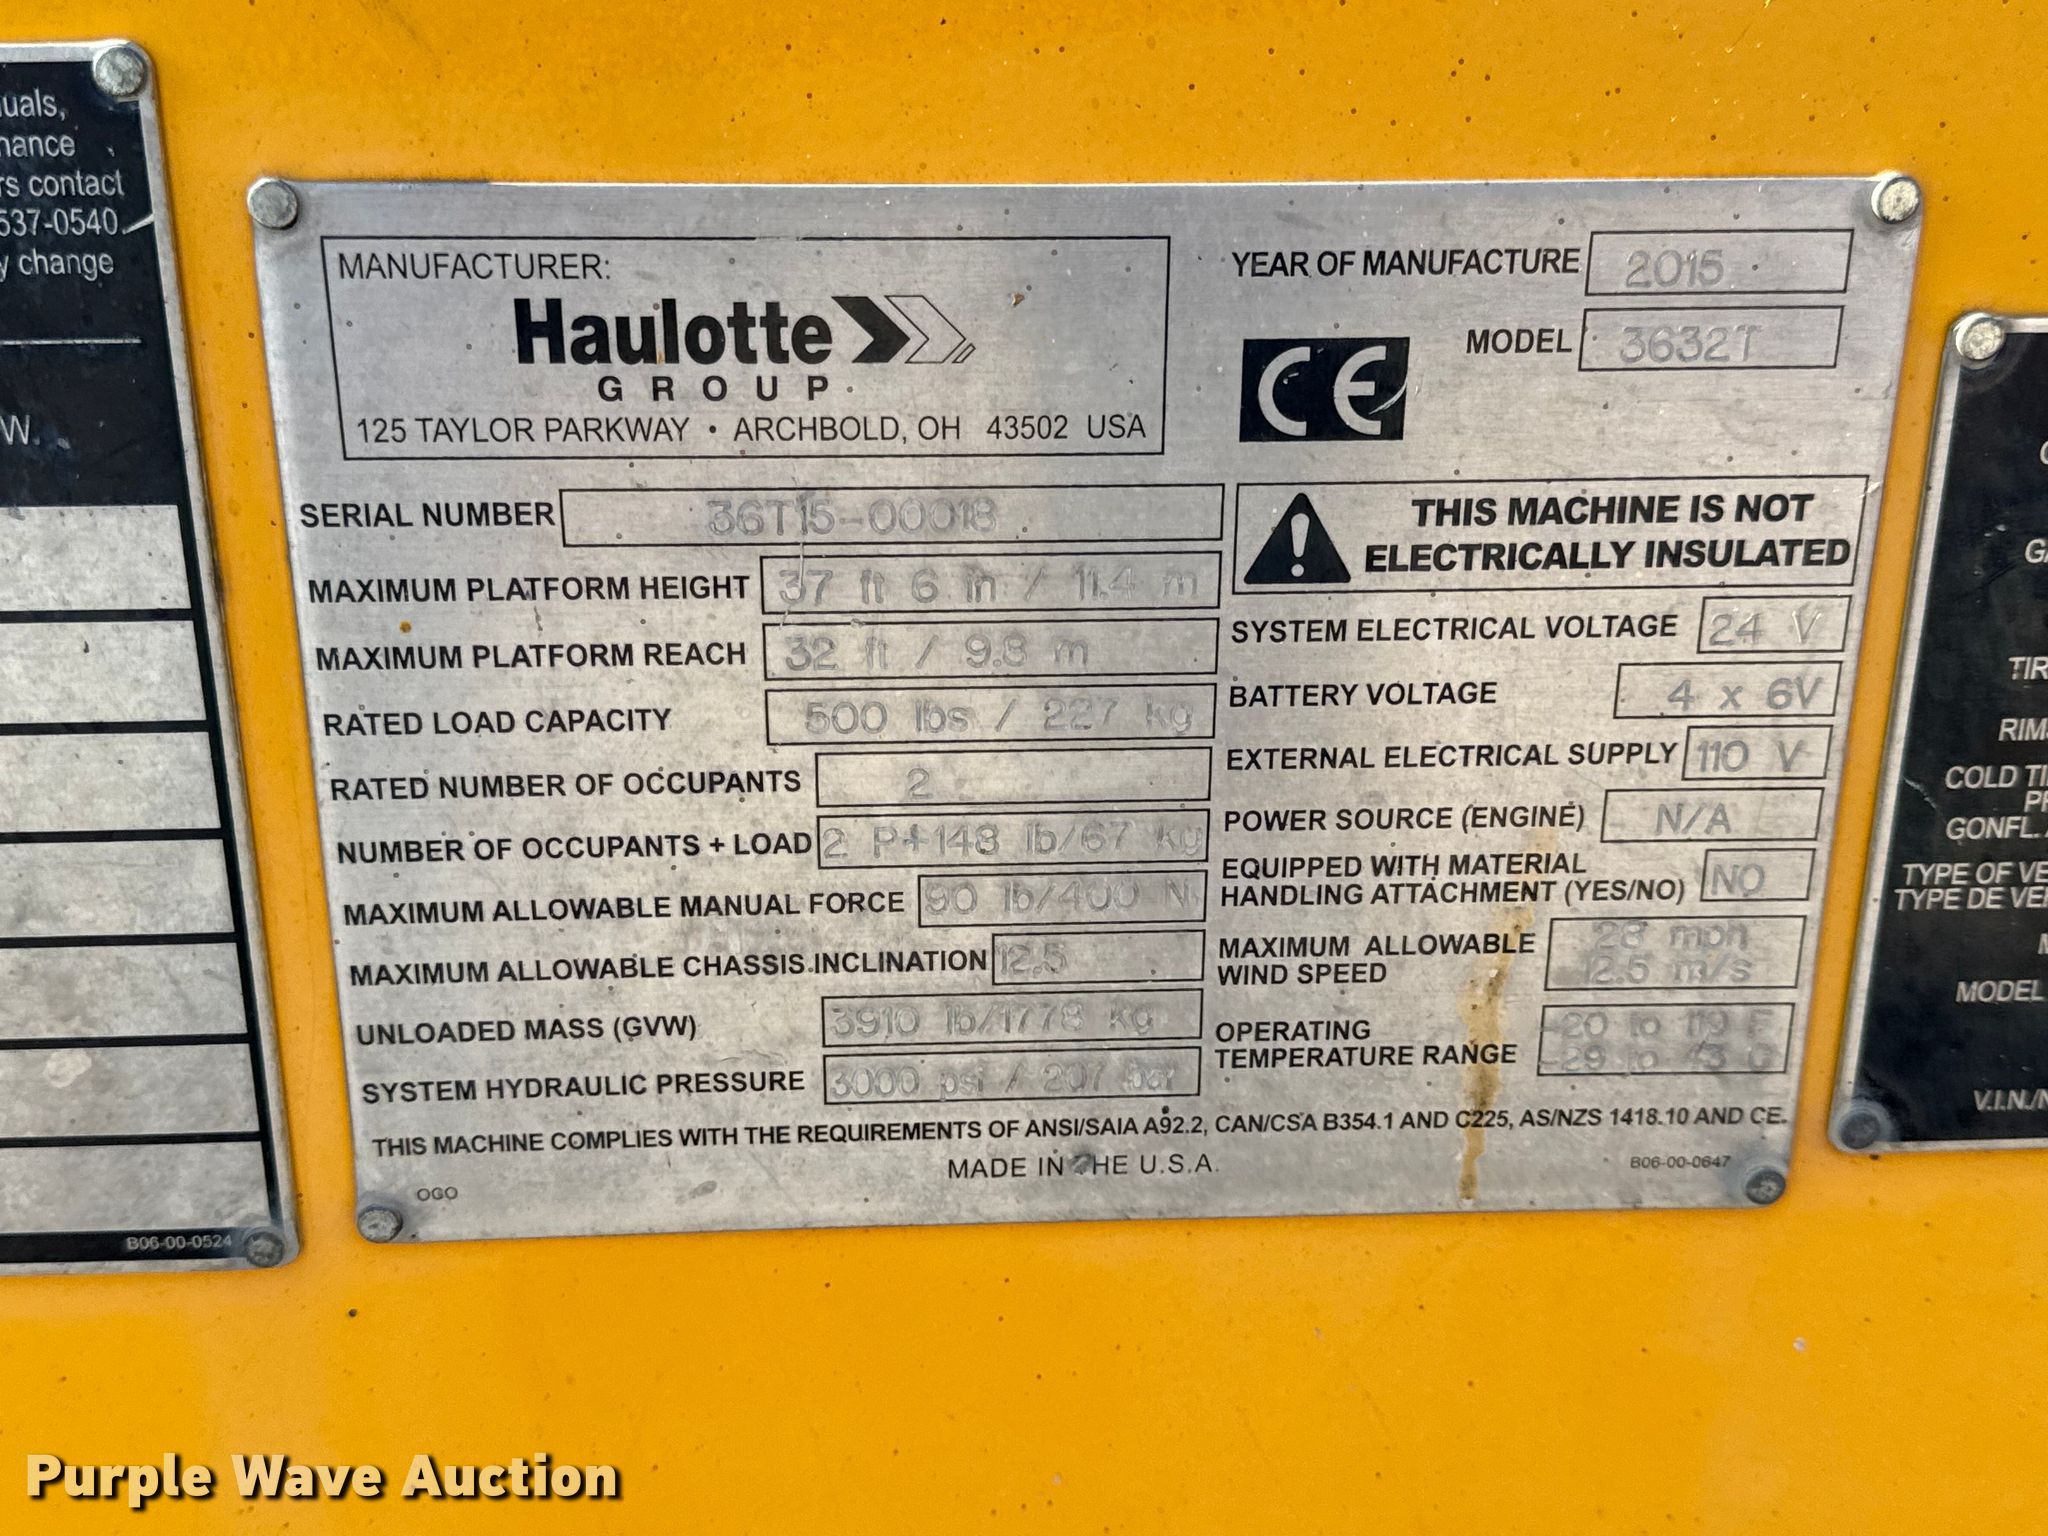 uals,
nance
rs contact
537-0540.
y change
W.
B06-00-0524
MANUFACTURER:
Haulotte
GROUP
125 TAYLOR PARKWAY • ARCHBOLD, OH 43502 USA
YEAR OF MANUFACTURE 2015
MODEL 3632T
CE
SERIAL NUMBER 36T15-00018
THIS MACHINE IS NOT
ELECTRICALLY INSULATED
MAXIMUM PLATFORM HEIGHT 37 ft 6 in / 11.4 m
MAXIMUM PLATFORM REACH 32 ft / 9.8 m
RATED LOAD CAPACITY 500 lbs / 227 kg
RATED NUMBER OF OCCUPANTS 2
NUMBER OF OCCUPANTS + LOAD 2 P+148 lb/67 kg
MAXIMUM ALLOWABLE MANUAL FORCE 90 lb/400 N
MAXIMUM ALLOWABLE CHASSIS INCLINATION 12.5
UNLOADED MASS (GVW) 3910 lb/1778 kg
SYSTEM HYDRAULIC PRESSURE 3000 psi / 207 bar
SYSTEM ELECTRICAL VOLTAGE 24 V
BATTERY VOLTAGE 4 x 6V
EXTERNAL ELECTRICAL SUPPLY 110 V
POWER SOURCE (ENGINE) N/A
EQUIPPED WITH MATERIAL
HANDLING ATTACHMENT (YES/NO) NO
MAXIMUM ALLOWABLE 28 mph
WIND SPEED 12.5 m/s
OPERATING -20 to 110 F
TEMPERATURE RANGE -29 to 43 C
THIS MACHINE COMPLIES WITH THE REQUIREMENTS OF ANSI/SAIA A92.2, CAN/CSA B354.1 AND C225, AS/NZS 1418.10 AND CE.
MADE IN THE U.S.A.
OGO
B06-00-0647
TIR
RIM
COLD TI
GONFL.
TYPE OF VE
TYPE DE VE
MODEL
V.I.N./
Purple Wave Auction